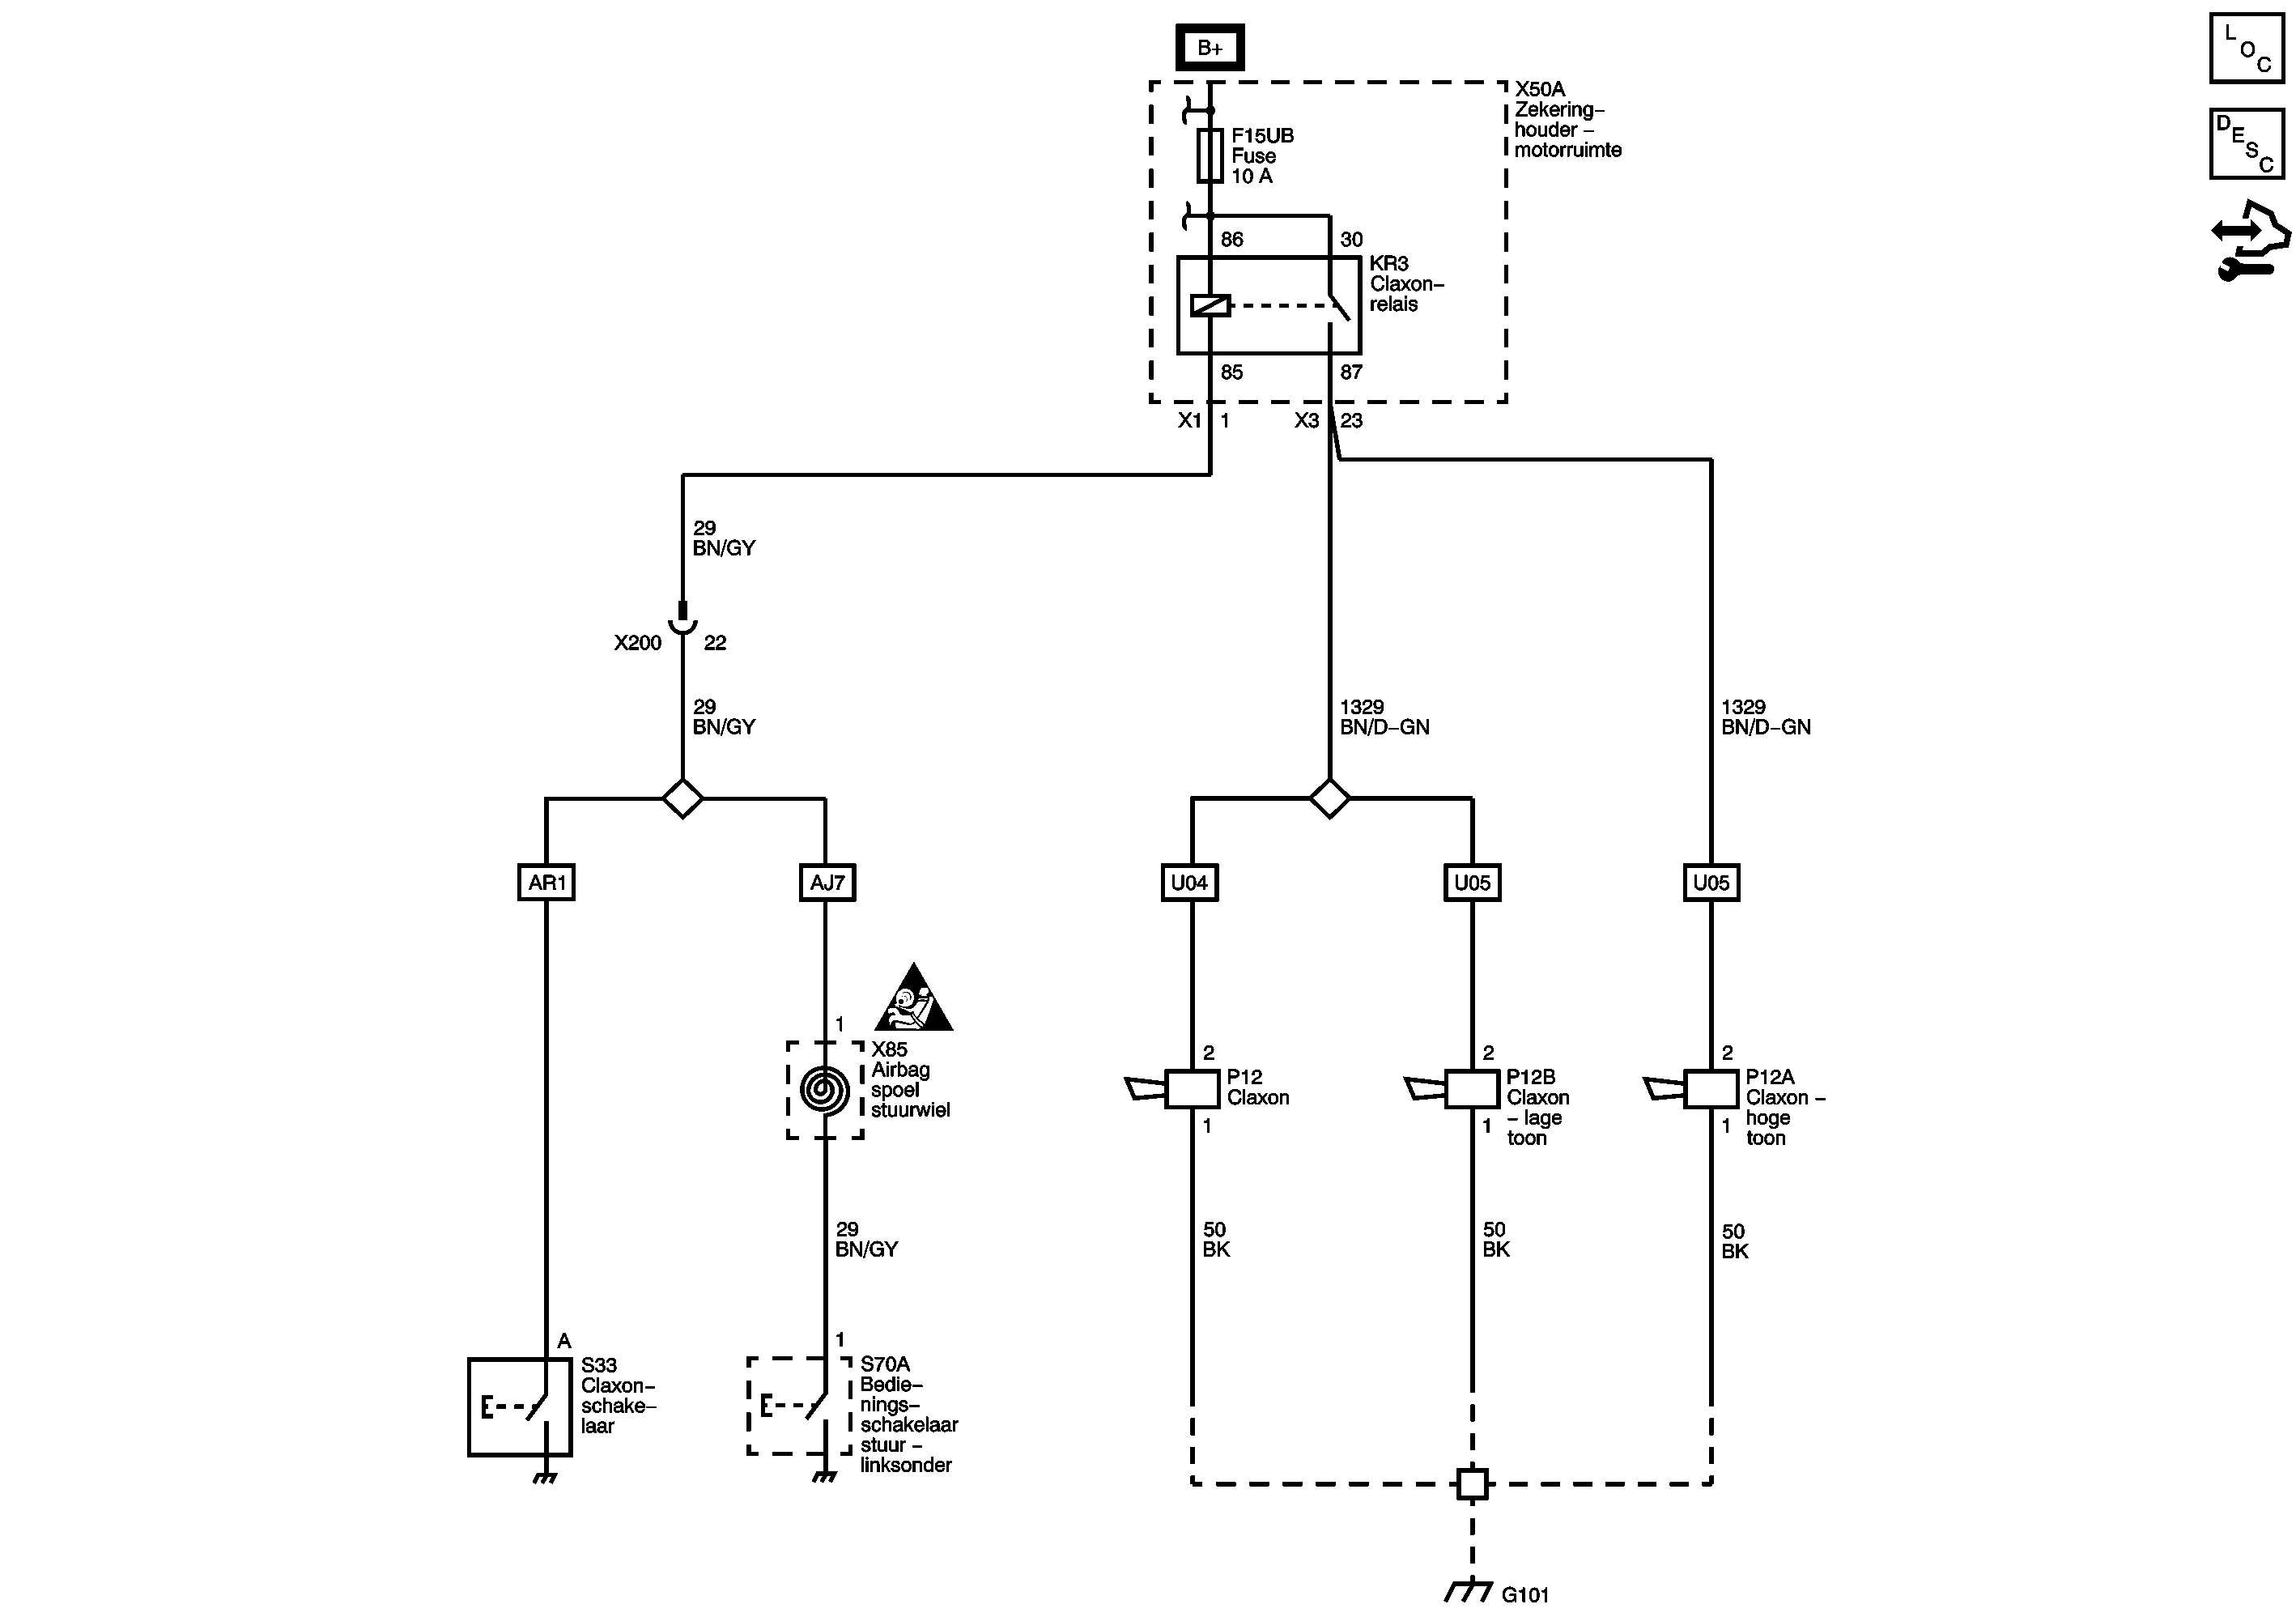 B+
L
O
C
D
E
S
C
X50A
Zekering–
houder –
motorruimte
F15UB
Fuse
10 A
86
30
KR3
Claxon–
relais
85
87
X1
1
X3
23
29
BN/GY
X200
22
29
BN/GY
1329
BN/D–GN
1329
BN/D–GN
AR1
AJ7
U04
U05
U05
1
X85
Airbag
spoel
stuurwiel
2
P12
Claxon
1
2
P12B
Claxon
– lage
toon
1
2
P12A
Claxon –
hoge
toon
1
29
BN/GY
50
BK
50
BK
50
BK
A
S33
Claxon–
schake–
laar
1
S70A
Bedie–
nings–
schakelaar
stuur –
linksonder
G101